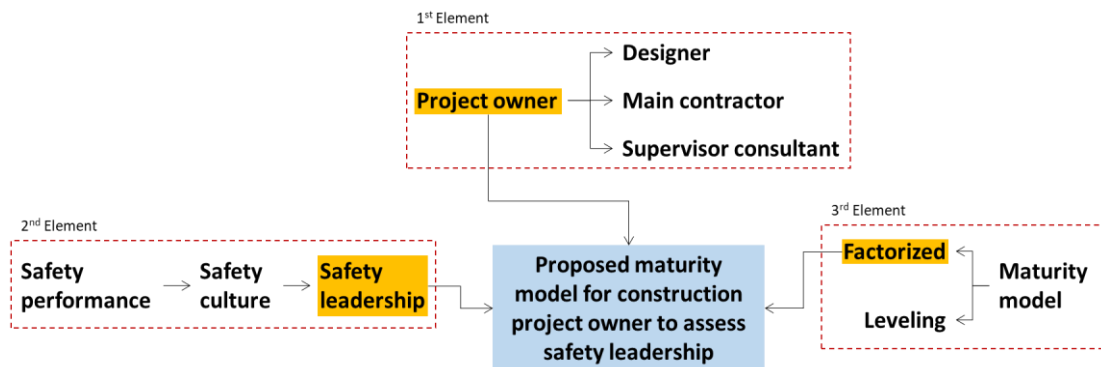 1st Element
Designer
Project owner
Main contractor
Supervisor consultant
2nd Element
Safety
performance
Safety
culture
Safety
leadership
Proposed maturity
model for construction
project owner to assess
safety leadership
3rd Element
Factorized
Leveling
Maturity
model